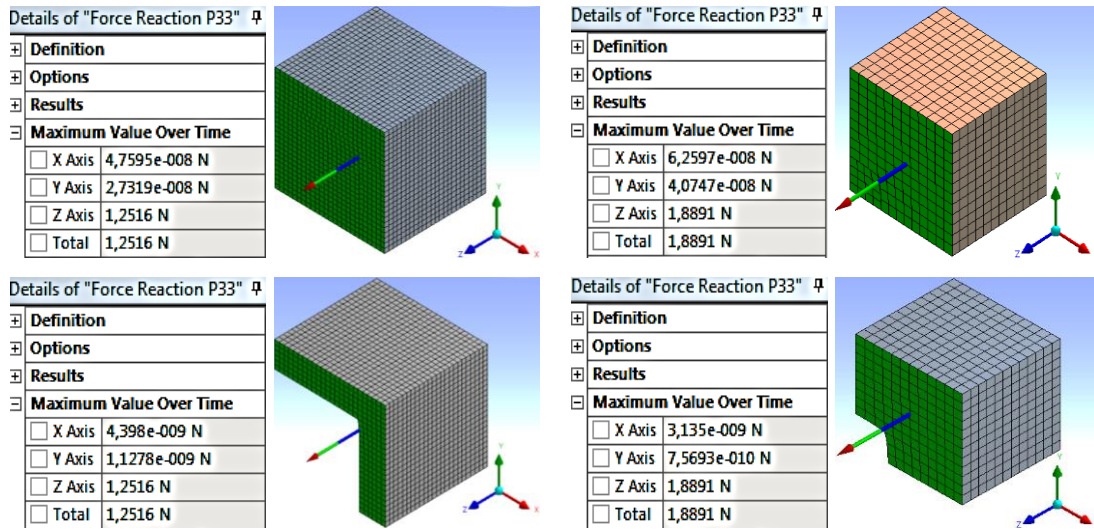 Details of "Force Reaction P33"
Definition
Options
Results
Maximum Value Over Time
X Axis 4,7595e-008 N
Y Axis 2,7319e-008 N
Z Axis 1,2516 N
Total 1,2516 N
Y
Z
X
Details of "Force Reaction P33"
Definition
Options
Results
Maximum Value Over Time
X Axis 6,2597e-008 N
Y Axis 4,0747e-008 N
Z Axis 1,8891 N
Total 1,8891 N
Y
Z
Details of "Force Reaction P33"
Definition
Options
Results
Maximum Value Over Time
X Axis 4,398e-009 N
Y Axis 1,1278e-009 N
Z Axis 1,2516 N
Total 1,2516 N
Y
Z
X
Details of "Force Reaction P33"
Definition
Options
Results
Maximum Value Over Time
X Axis 3,135e-009 N
Y Axis 7,5693e-010 N
Z Axis 1,8891 N
Total 1,8891 N
Y
Z